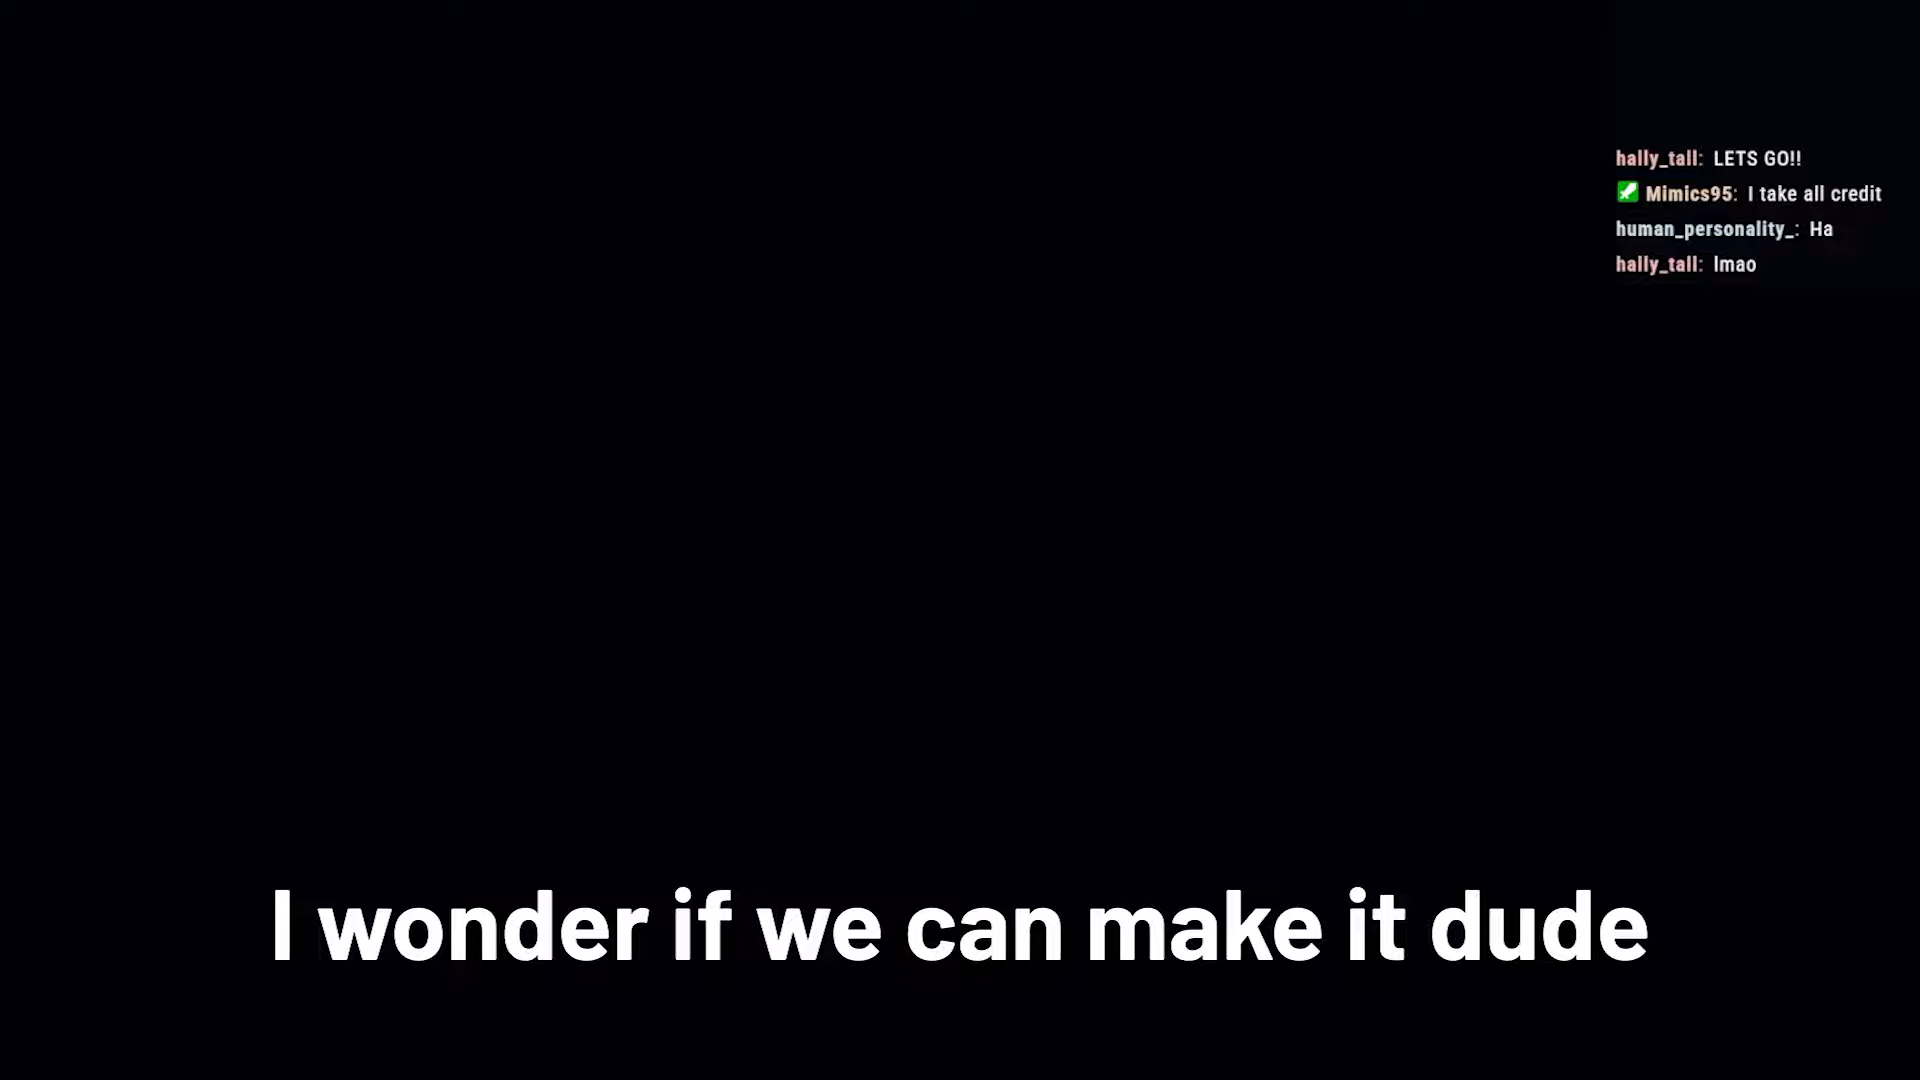 hally_tall: LETS GO!!
Mimics95: I take all credit
human_personality_: Ha
hally_tall: lmao
I wonder if we can make it dude